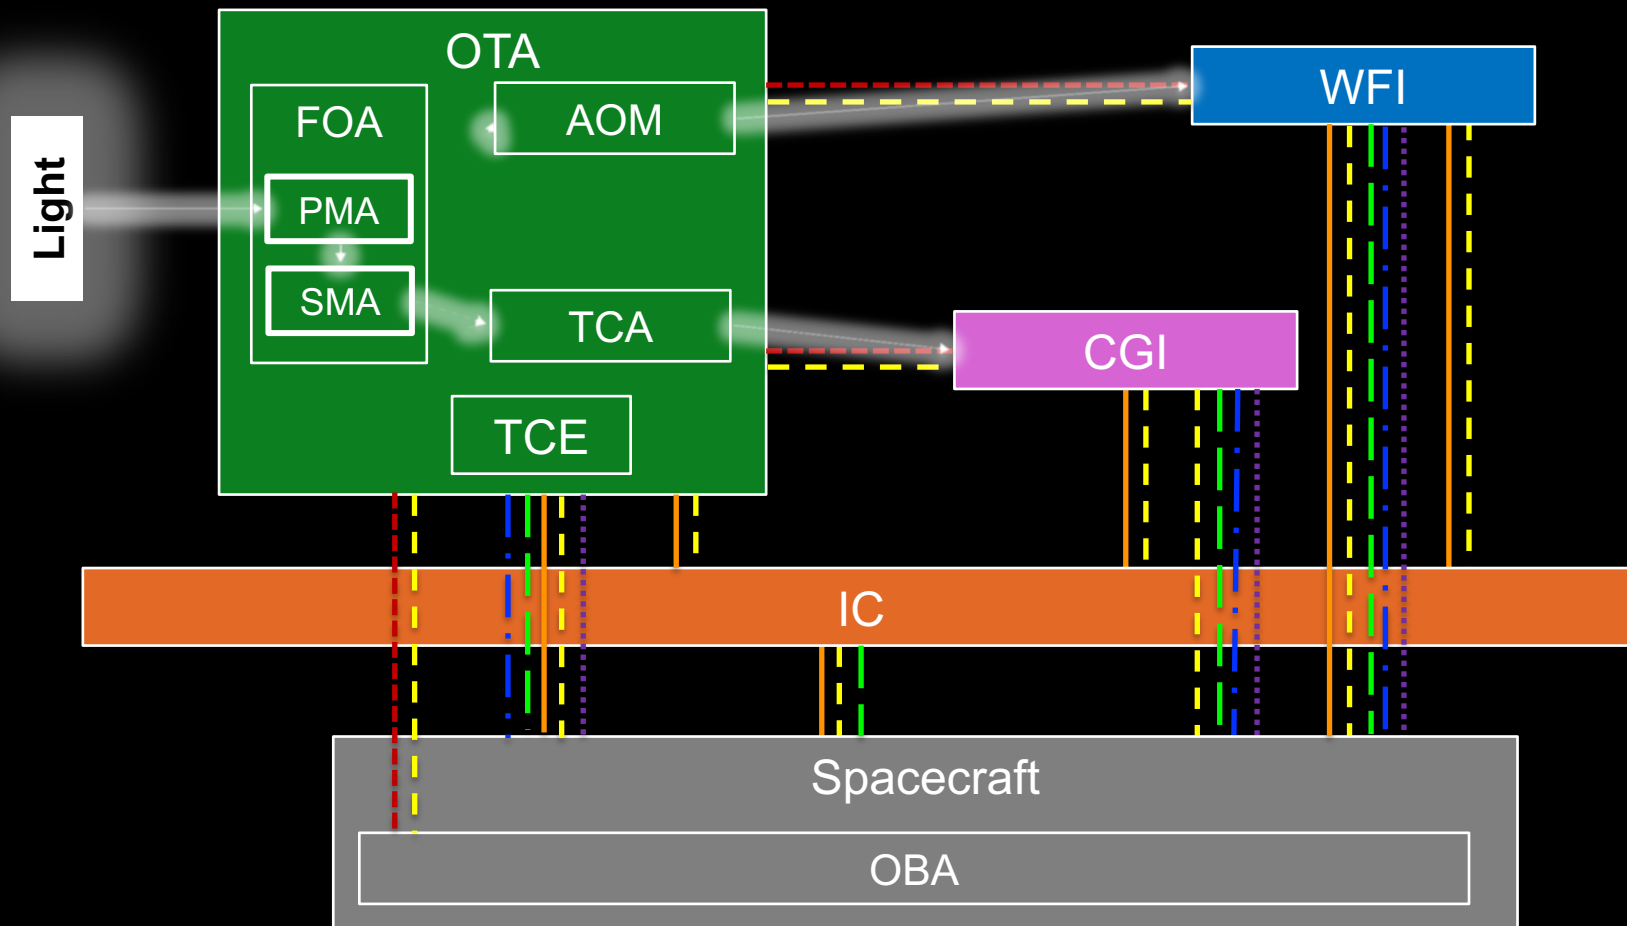 OTA
FOA
AOM
WFI
Light
PMA
SMA
TCA
CGI
TCE
IC
Spacecraft
OBA